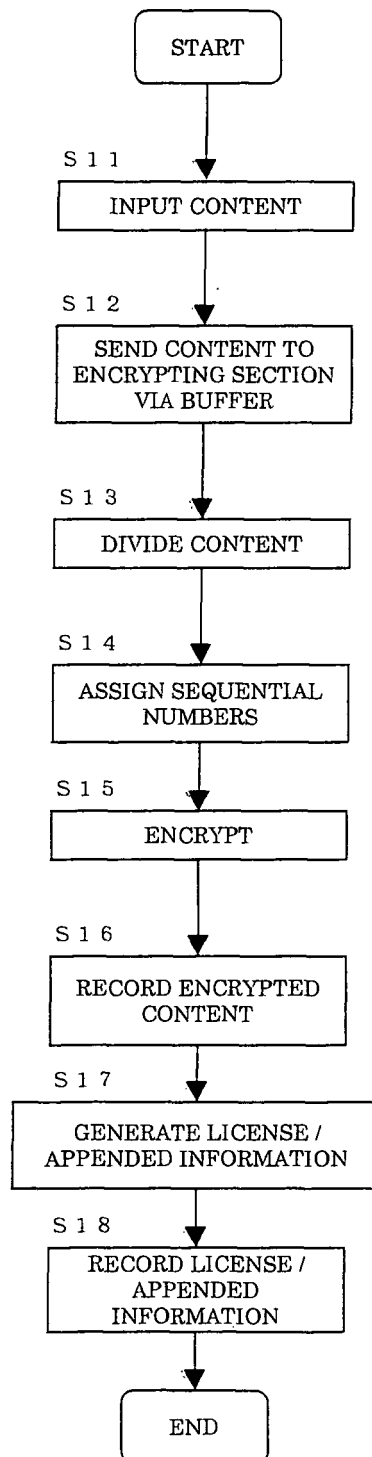 START
S 1 1
INPUT CONTENT
S 1 2
SEND CONTENT TO
ENCRYPTING SECTION
VIA BUFFER
S 1 3
DIVIDE CONTENT
S 1 4
ASSIGN SEQUENTIAL
NUMBERS
S 1 5
ENCRYPT
S 1 6
RECORD ENCRYPTED
CONTENT
S 1 7
GENERATE LICENSE /
APPENDED INFORMATION
S 1 8
RECORD LICENSE /
APPENDED
INFORMATION
END